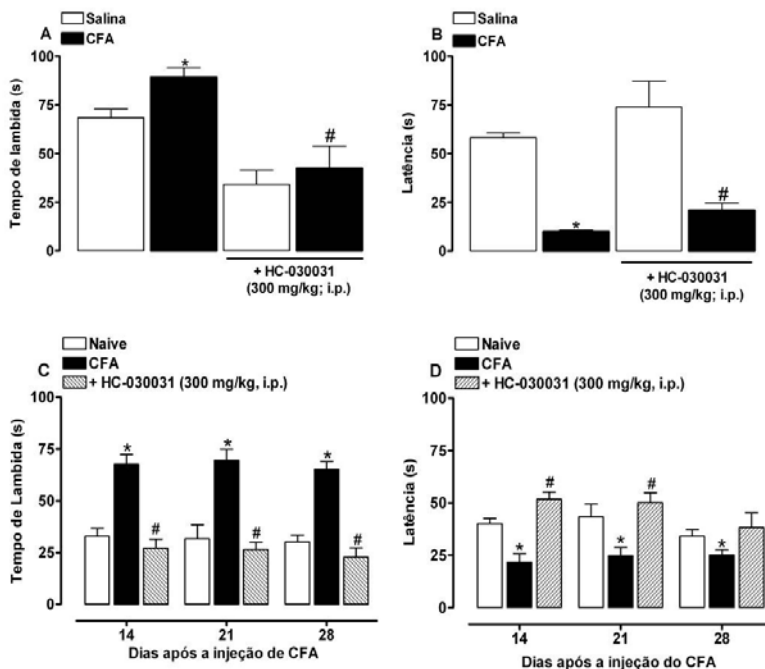 Salina
CFA
A
Tempo de lambida (s)
100
75
50
25
0
*
#
+ HC-030031
(300 mg/kg; i.p.)
Salina
CFA
B
Latência (s)
100
75
50
25
0
*
#
+ HC-030031
(300 mg/kg; i.p.)
Naive
CFA
C
+ HC-030031 (300 mg/kg, i.p.)
Tempo de Lambida (s)
100
75
50
25
0
*
#
*
#
*
#
14
21
28
Dias após a injeção de CFA
Naive
CFA
D
+ HC-030031 (300 mg/kg, i.p.)
Latência (s)
100
75
50
25
0
*
#
*
#
*
14
21
28
Dias após a injeção do CFA